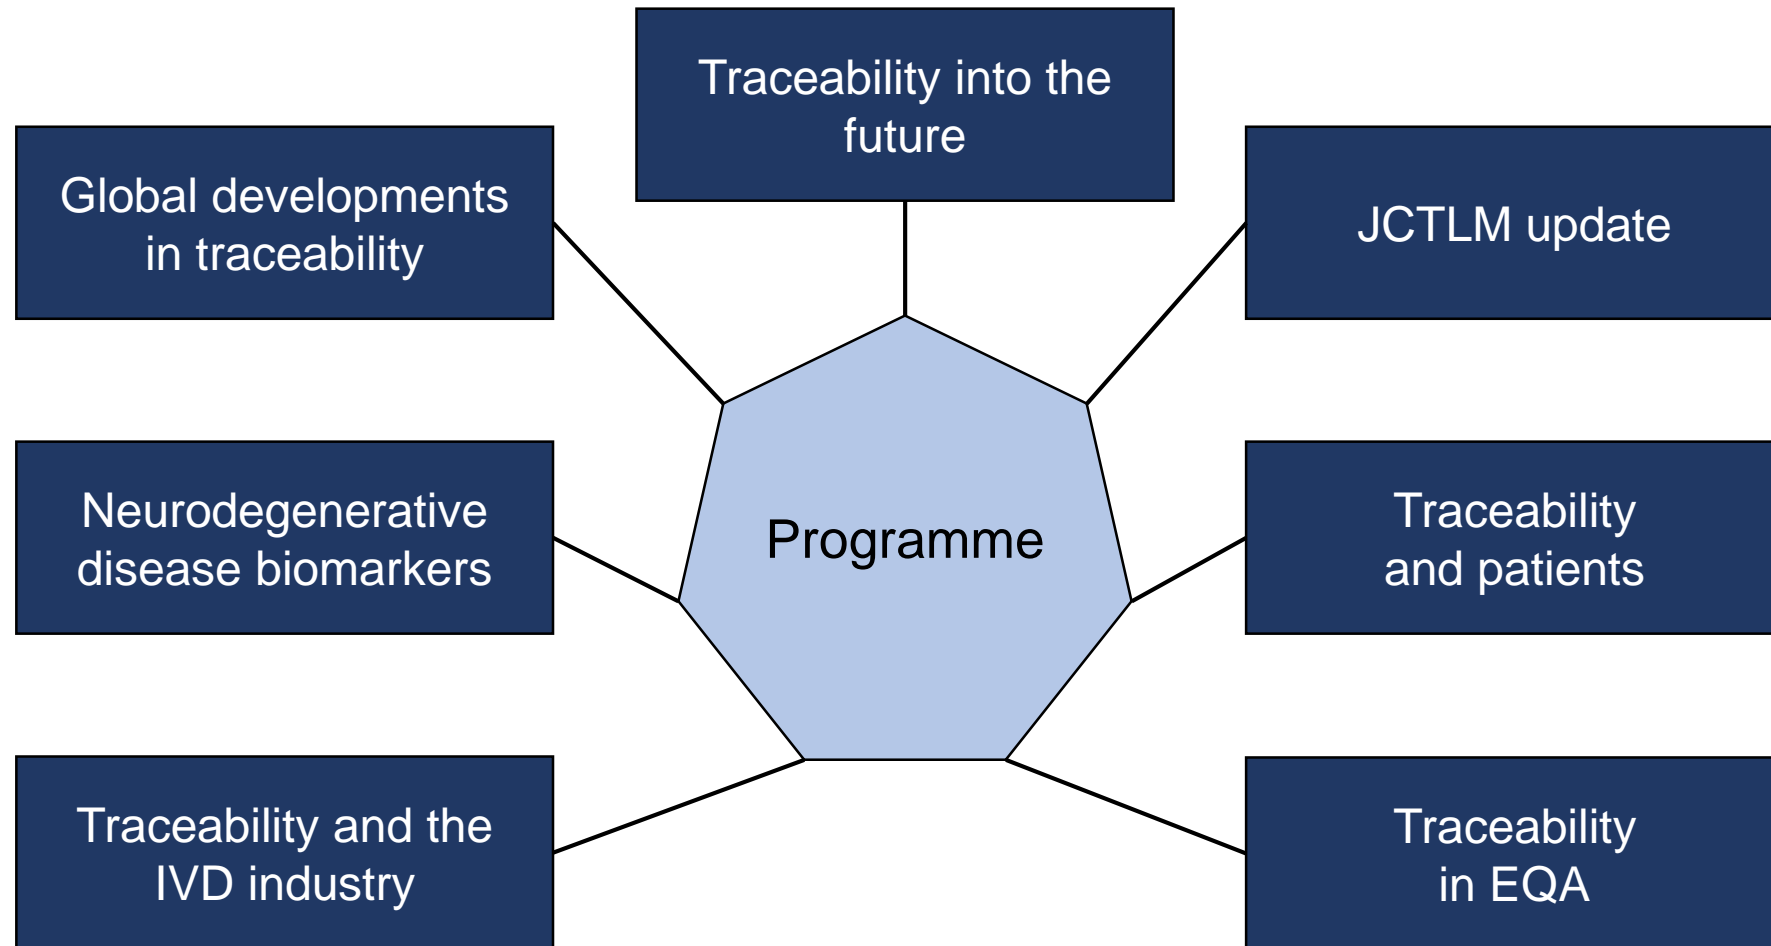 Traceability into the
future
Global developments
in traceability
JCTLM update
Neurodegenerative
disease biomarkers
Programme
Traceability
and patients
Traceability and the
IVD industry
Traceability
in EQA